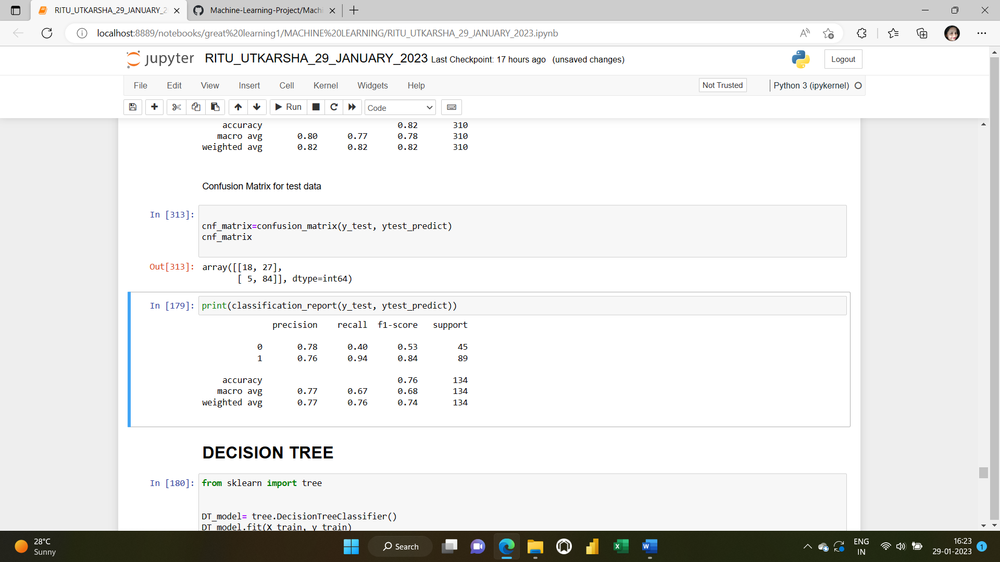 RITU_UTKARSHA_29_JANUARY_2
Machine-Learning-Project/Machi
localhost:8889/notebooks/great%20learning1/MACHINE%20LEARNING/RITU_UTKARSHA_29_JANUARY_2023.ipynb
jupyter RITU_UTKARSHA_29_JANUARY_2023 Last Checkpoint: 17 hours ago (unsaved changes)
Logout
File Edit View Insert Cell Kernel Widgets Help
Not Trusted
Python 3 (ipykernel)
Run
Code
accuracy 0.82 310
macro avg 0.80 0.77 0.78 310
weighted avg 0.82 0.82 0.82 310
Confusion Matrix for test data
In [313]:
cnf_matrix=confusion_matrix(y_test, ytest_predict)
cnf_matrix
Out[313]: array([[18, 27],
[ 5, 84]], dtype=int64)
In [179]: print(classification_report(y_test, ytest_predict))
precision recall f1-score support
0 0.78 0.40 0.53 45
1 0.76 0.94 0.84 89
accuracy 0.76 134
macro avg 0.77 0.67 0.68 134
weighted avg 0.77 0.76 0.74 134
DECISION TREE
In [180]: from sklearn import tree
DT_model= tree.DecisionTreeClassifier()
DT_model.fit(X_train, y_train)
28°C
Sunny
Search
ENG
IN
16:23
29-01-2023
1